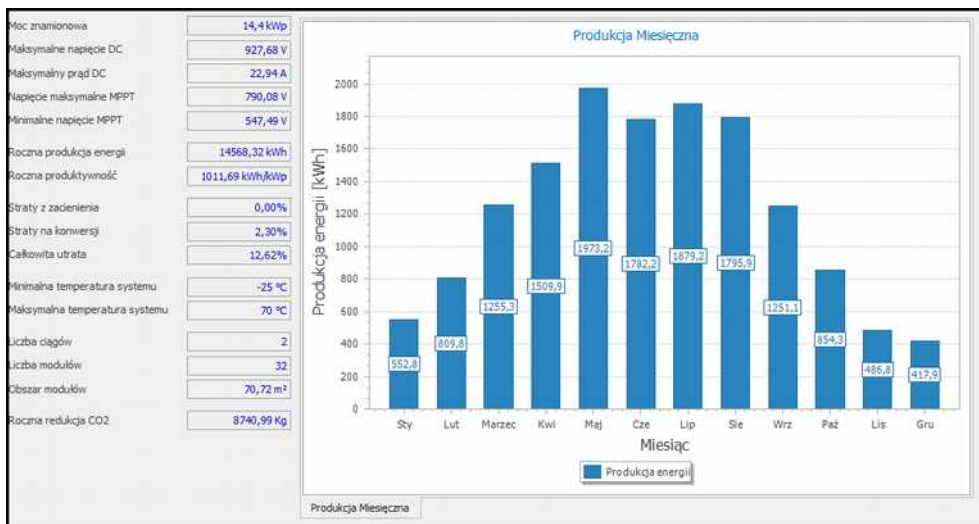 Moc znamionowa 14,4 kWp
Maksymalne napięcie DC 927,68 V
Maksymalny prąd DC 22,94 A
Napięcie maksymalne MPPT 790,08 V
Minimalne napięcie MPPT 547,49 V
Roczna produkcja energii 14568,32 kWh
Roczna produktywność 1011,69 kWh/kWp
Straty z zacienienia 0,00%
Straty na konwersji 2,30%
Całkowita utrata 12,62%
Minimalna temperatura systemu -25 °C
Maksymalna temperatura systemu 70 °C
Liczba ciągów 2
Liczba modułów 32
Obszar modułów 70,72 m²
Roczna redukcja CO2 8740,99 Kg
Produkcja Miesięczna
Produkcja energii [kWh]
2000
1800
1600
1400
1200
1000
800
600
400
200
0
552,8
809,8
1255,3
1509,9
1973,2
1782,2
1879,2
1795,9
1251,1
854,3
486,8
417,9
Sty Lut Marzec Kwi Maj Cze Lip Sie Wrz Paź Lis Gru
Miesiąc
Produkcja energii
Produkcja Miesięczna